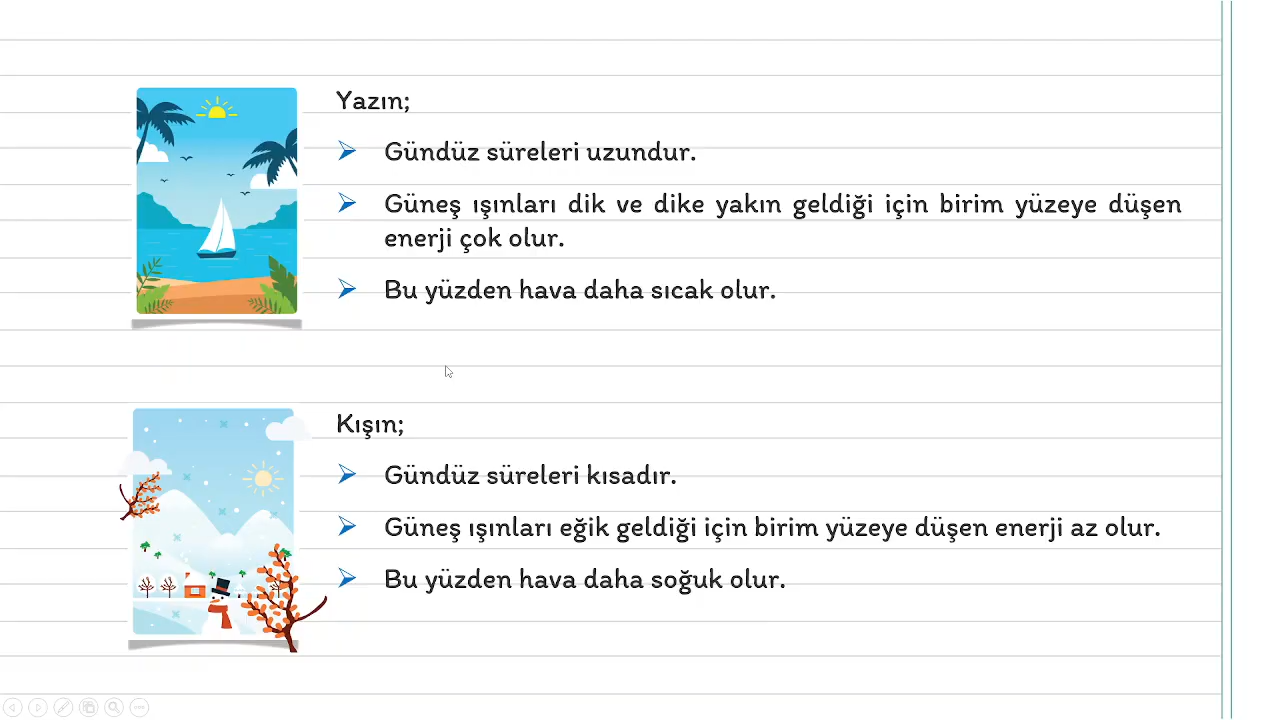 Yazın;
Gündüz süreleri uzundur.
Güneş ışınları dik ve dike yakın geldiği için birim yüzeye düşen
enerji çok olur.
Bu yüzden hava daha sıcak olur.
Kışın;
Gündüz süreleri kısadır.
Güneş ışınları eğik geldiği için birim yüzeye düşen enerji az olur.
Bu yüzden hava daha soğuk olur.